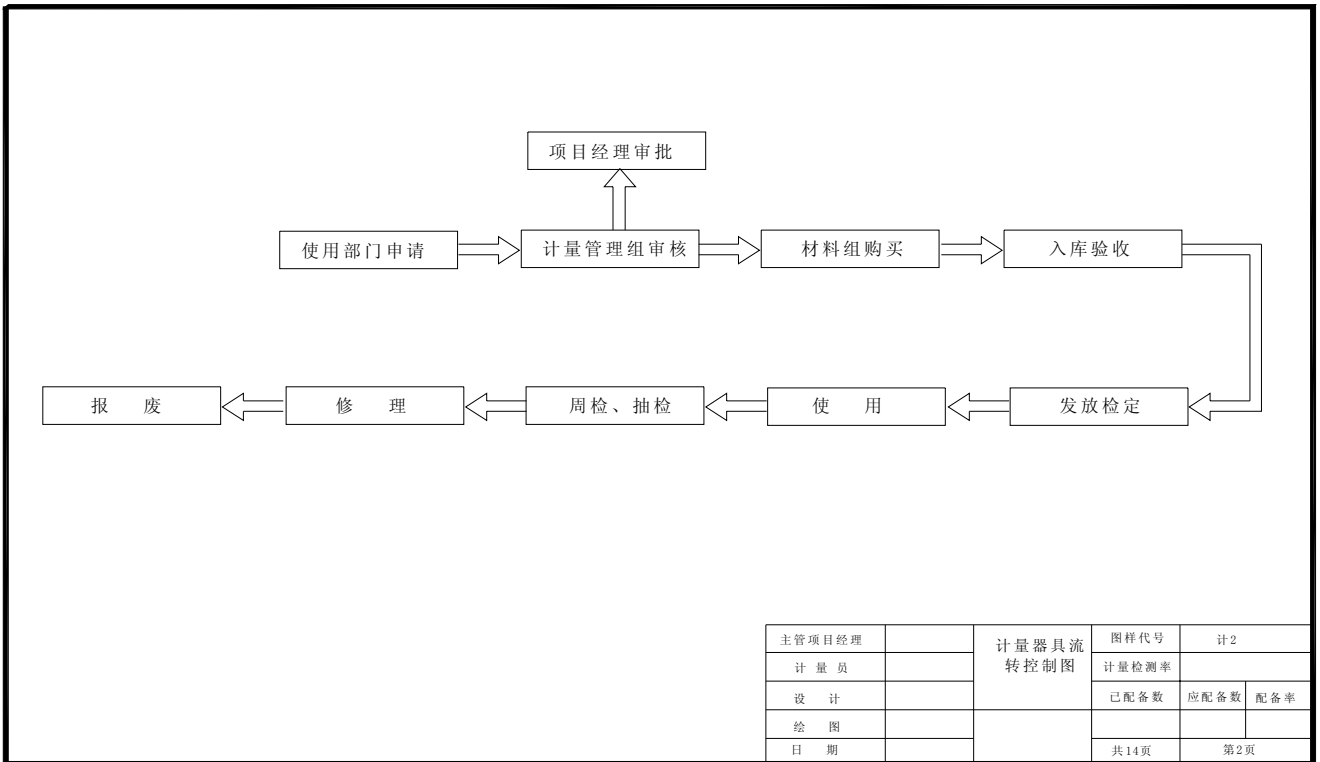 项目经理审批
使用部门申请
计量管理组审核
材料组购买
入库验收
报 废
修 理
周检、抽检
使 用
发放检定
主管项目经理
计量器具流
转控制图
图样代号
计2
计 量 员
计量检测率
设 计
已配备数
应配备数
配备率
绘 图
日 期
共14页
第2页